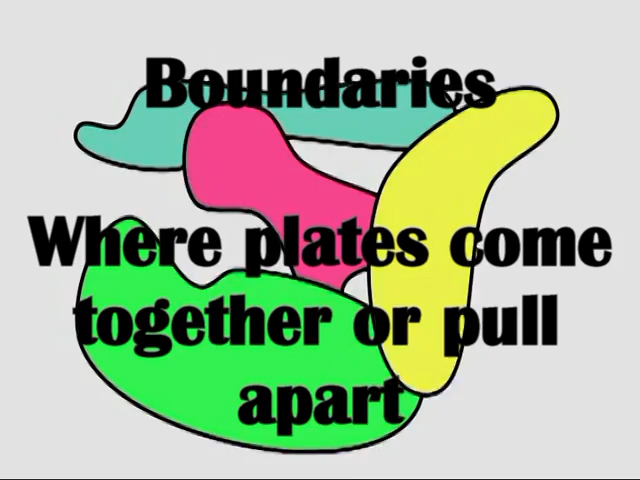 Boundaries
Where plates come
together or pull
apart